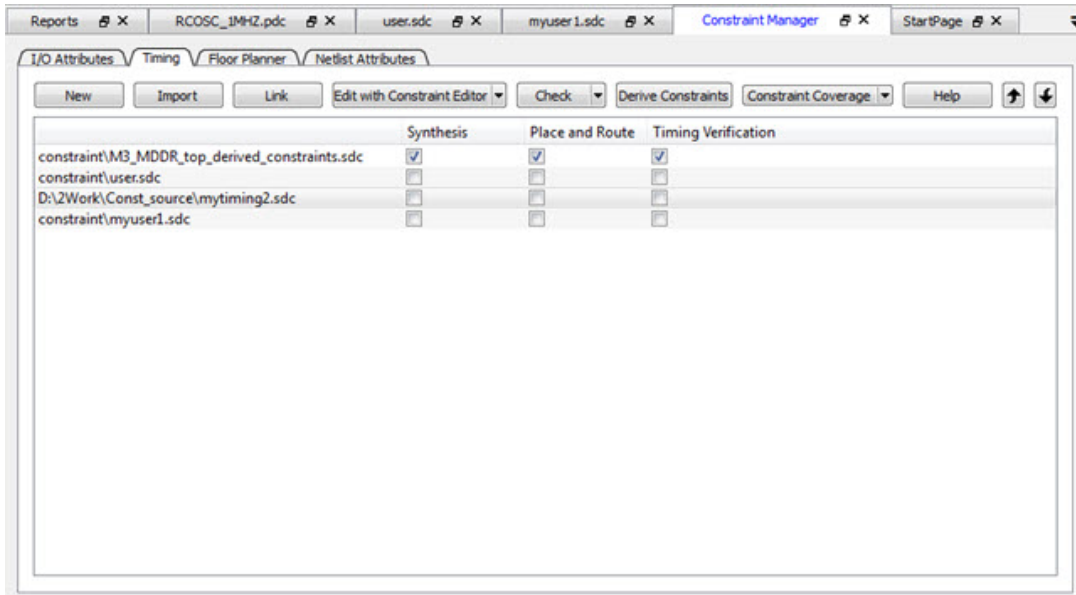 Reports RCOSC_1MHZ.pdc user.sdc myuser1.sdc Constraint Manager StartPage
I/O Attributes Timing Floor Planner Netlist Attributes
New Import Link Edit with Constraint Editor Check Derive Constraints Constraint Coverage Help
Synthesis Place and Route Timing Verification
constraint\M3_MDDR_top_derived_constraints.sdc
constraint\user.sdc
D:\2Work\Const_source\mytiming2.sdc
constraint\myuser1.sdc